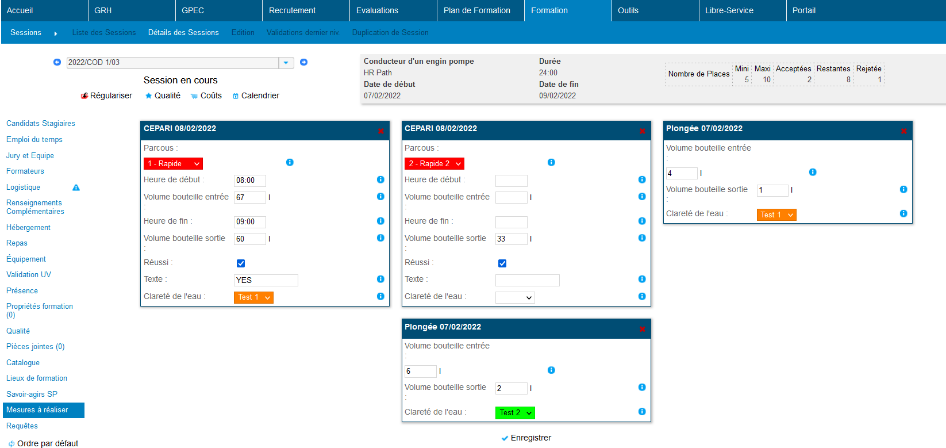 Accueil GRH GPEC Recrutement Evaluations Plan de Formation Formation Outils Libre-Service Portail
Sessions Liste des Sessions Détails des Sessions Edition Validations dernier niv. Duplication de Session
2022/COD 1/03
Session en cours
Régulariser Qualité Coûts Calendrier
Conducteur d'un engin pompe Durée
HR Path 24:00
Date de début Date de fin
07/02/2022 09/02/2022
Nombre de Places Mini Maxi Acceptées Restantes Rejetée
5 10 2 8 1
Candidats Stagiaires
Emploi du temps
Jury et Equipe
Formateurs
Logistique
Renseignements
Complémentaires
Hébergement
Repas
Équipement
Validation UV
Présence
Propriétés formation
(0)
Qualité
Pièces jointes (0)
Catalogue
Lieux de formation
Savoir-agirs SP
Mesures à réaliser
Requêtes
Ordre par défaut
CEPARI 08/02/2022
Parcous :
1 - Rapide
Heure de début 08:00
Volume bouteille entrée 67 l
Heure de fin : 09:00
Volume bouteille sortie 60 l
:
Réussi :
Texte : YES
Clareté de l'eau : Test 1
CEPARI 08/02/2022
Parcous :
2 - Rapide 2
Heure de début
Volume bouteille entrée l
Heure de fin :
Volume bouteille sortie 33 l
:
Réussi :
Texte :
Clareté de l'eau :
Plongée 07/02/2022
Volume bouteille entrée
4 l
Volume bouteille sortie 1 l
:
Clareté de l'eau Test 1
Plongée 07/02/2022
Volume bouteille entrée
6 l
Volume bouteille sortie 2 l
:
Clareté de l'eau : Test 2
Enregistrer